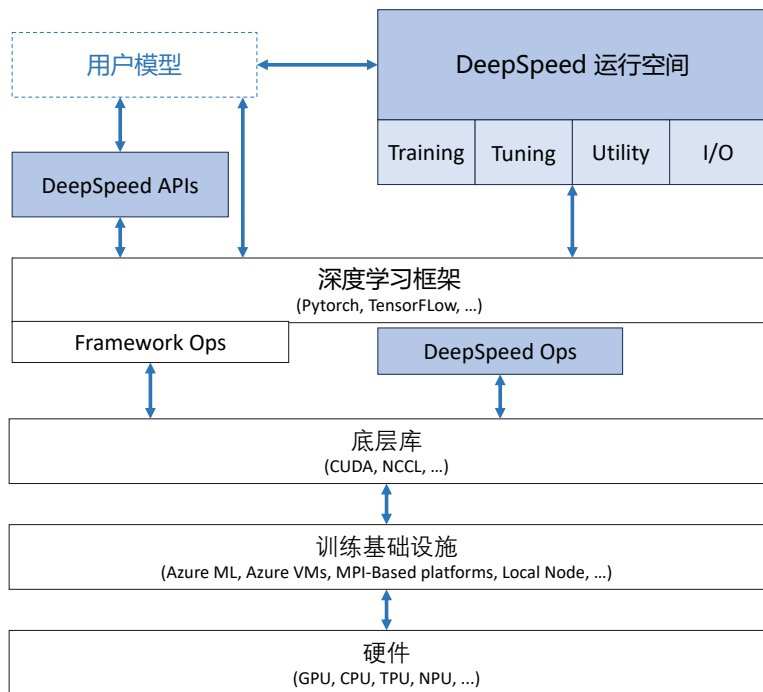 用户模型
DeepSpeed 运行空间
Training
Tuning
Utility
I/O
DeepSpeed APIs
深度学习框架
(Pytorch, TensorFLow, …)
Framework Ops
DeepSpeed Ops
底层库
(CUDA, NCCL, …)
训练基础设施
(Azure ML, Azure VMs, MPI-Based platforms, Local Node, …)
硬件
(GPU, CPU, TPU, NPU, ...)